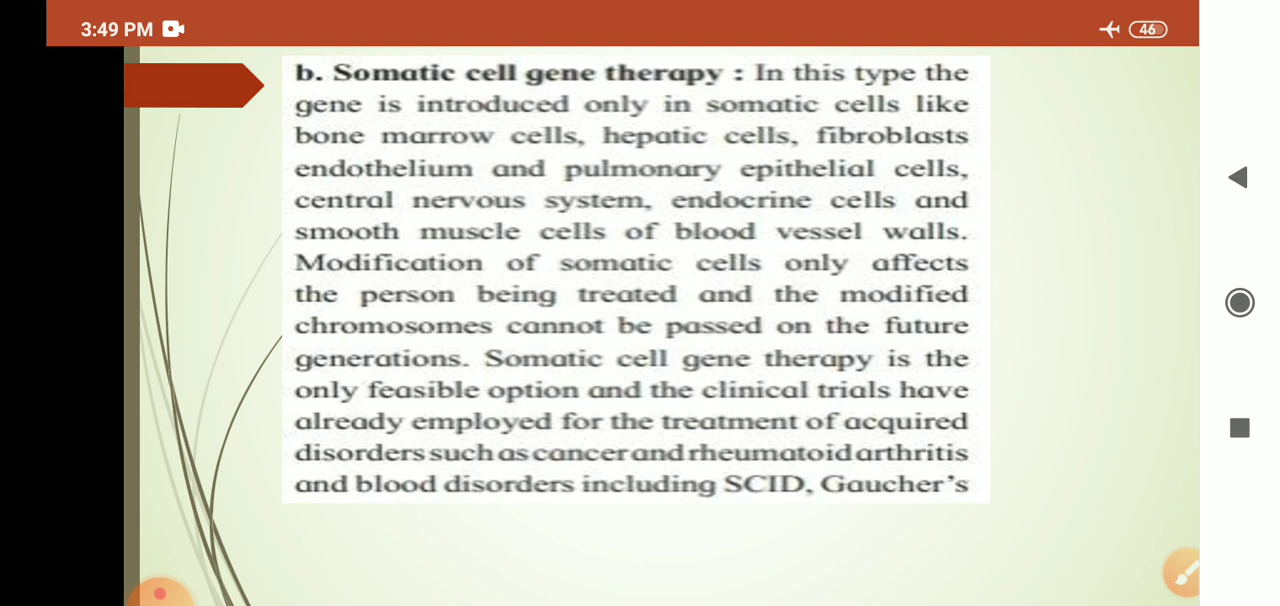 3:49 PM
46
b. Somatic cell gene therapy : In this type the
gene is introduced only in somatic cells like
bone marrow cells, hepatic cells, fibroblasts
endothelium and pulmonary epithelial cells,
central nervous system, endocrine cells and
smooth muscle cells of blood vessel walls.
Modification of somatic cells only affects
the person being treated and the modified
chromosomes cannot be passed on the future
generations. Somatic cell gene therapy is the
only feasible option and the clinical trials have
already employed for the treatment of acquired
disorders such as cancer and rheumatoid arthritis
and blood disorders including SCID, Gaucher's